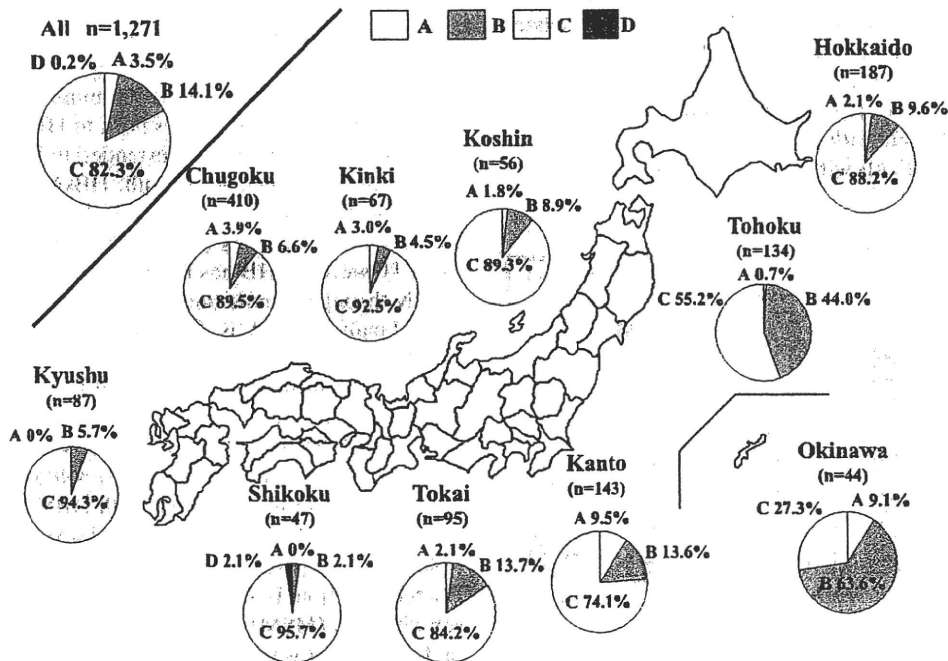 All n=1,271
D 0.2% A 3.5%
B 14.1%
C 82.3%
A B C D
Hokkaido
(n=187)
A 2.1% B 9.6%
C 88.2%
Koshin
(n=56)
A 1.8%
B 8.9%
C 89.3%
Chugoku
(n=410)
A 3.9%
B 6.6%
C 89.5%
Kinki
(n=67)
A 3.0%
B 4.5%
C 92.5%
Tohoku
(n=134)
A 0.7%
C 55.2% B 44.0%
Kyushu
(n=87)
A 0% B 5.7%
C 94.3%
Shikoku
(n=47)
A 0%
D 2.1% B 2.1%
C 95.7%
Tokai
(n=95)
A 2.1%
B 13.7%
C 84.2%
Kanto
(n=143)
A 9.5%
B 13.6%
C 74.1%
Okinawa
(n=44)
C 27.3% A 9.1%
B 63.6%